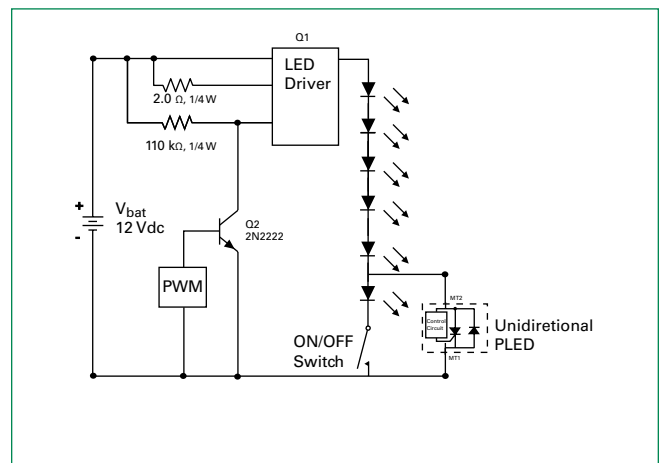 Q1
LED
Driver
2.0 Ω, 1/4 W
110 kΩ, 1/4 W
+
Vbat
12 Vdc
-
Q2
2N2222
PWM
ON/OFF
Switch
MT2
Control
Circuit
MT1
Unidiretional
PLED